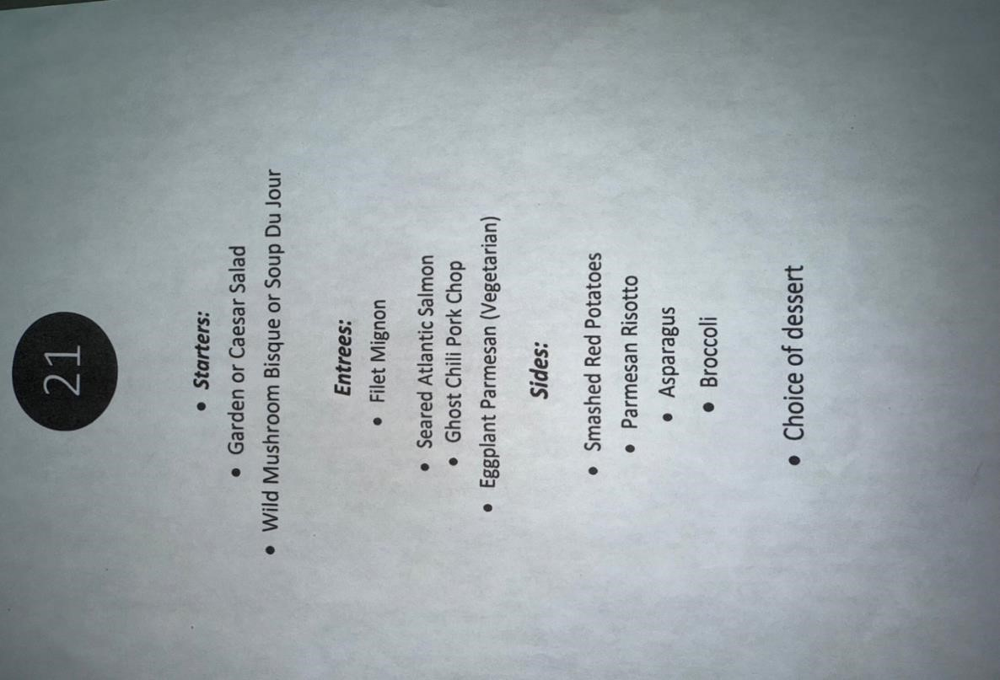 21
• Starters:
• Garden or Caesar Salad
• Wild Mushroom Bisque or Soup Du Jour
Entrees:
• Filet Mignon
• Seared Atlantic Salmon
• Ghost Chili Pork Chop
• Eggplant Parmesan (Vegetarian)
Sides:
• Smashed Red Potatoes
• Parmesan Risotto
• Asparagus
• Broccoli
• Choice of dessert